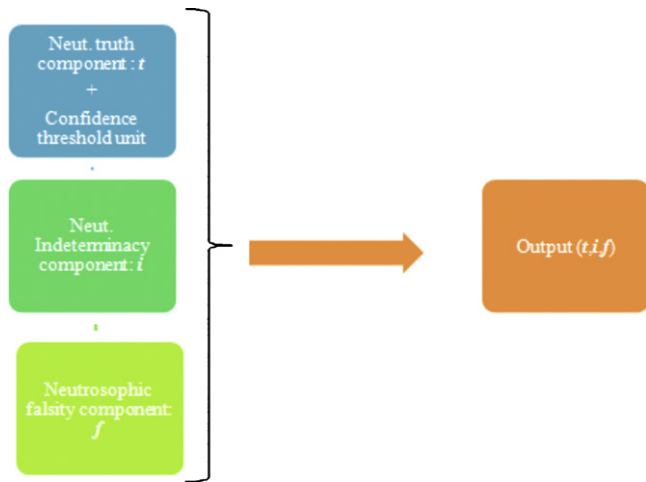 Neut. truth
component : t
+
Confidence
threshold unit
Neut.
Indeterminacy
component: i
Neutrosophic
falsity component:
f
Output (t,i,f)